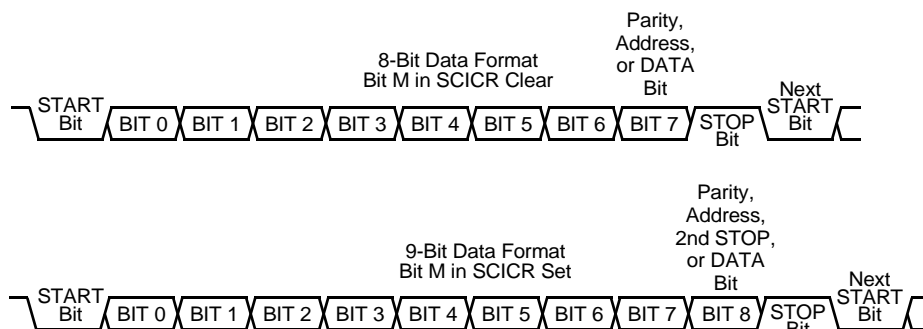 Parity,
Address,
or DATA
Bit
8-Bit Data Format
Bit M in SCICR Clear
START
Bit
BIT 0
BIT 1
BIT 2
BIT 3
BIT 4
BIT 5
BIT 6
BIT 7
STOP
Bit
Next
START
Bit
Parity,
Address,
2nd STOP,
or DATA
Bit
9-Bit Data Format
Bit M in SCICR Set
START
Bit
BIT 0
BIT 1
BIT 2
BIT 3
BIT 4
BIT 5
BIT 6
BIT 7
BIT 8
STOP
Bit
Next
START
Bit